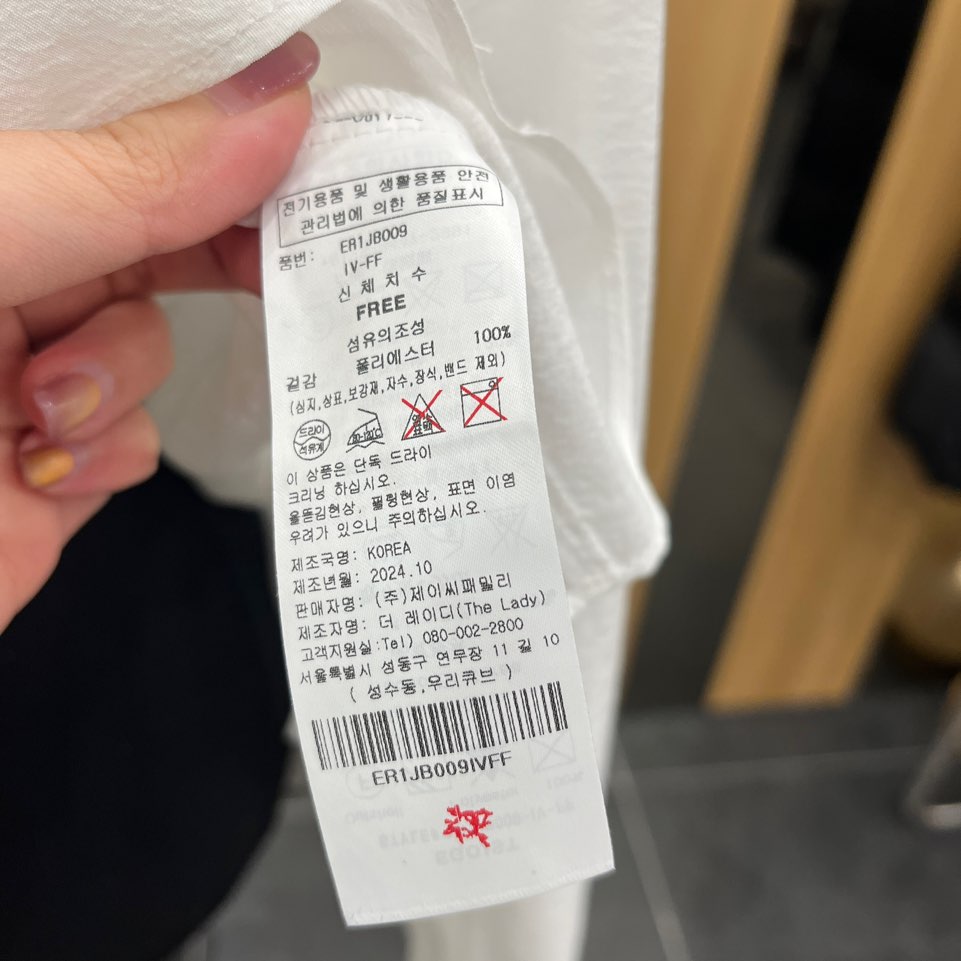 전기용품 및 생활용품 안전
관리법에 의한 품질표시
품번: ER1JB009
IV-FF
신 체 치 수
FREE
섬유의조성
겉감 폴리에스터 100%
(심지,상표,보강재,자수,장식,밴드 제외)
드라이
석유계
80-120℃
염소
표백
이 상품은 단독 드라이
크리닝 하십시오.
올뜯김현상, 필링현상, 표면 이염
우려가 있으니 주의하십시오.
제조국명: KOREA
제조년월: 2024.10
판매자명: (주)제이씨패밀리
제조자명: 더 레이디(The Lady)
고객지원실:Tel) 080-002-2800
서울특별시 성동구 연무장 11 길 10
( 성수동,우리큐브 )
ER1JB009IVFF